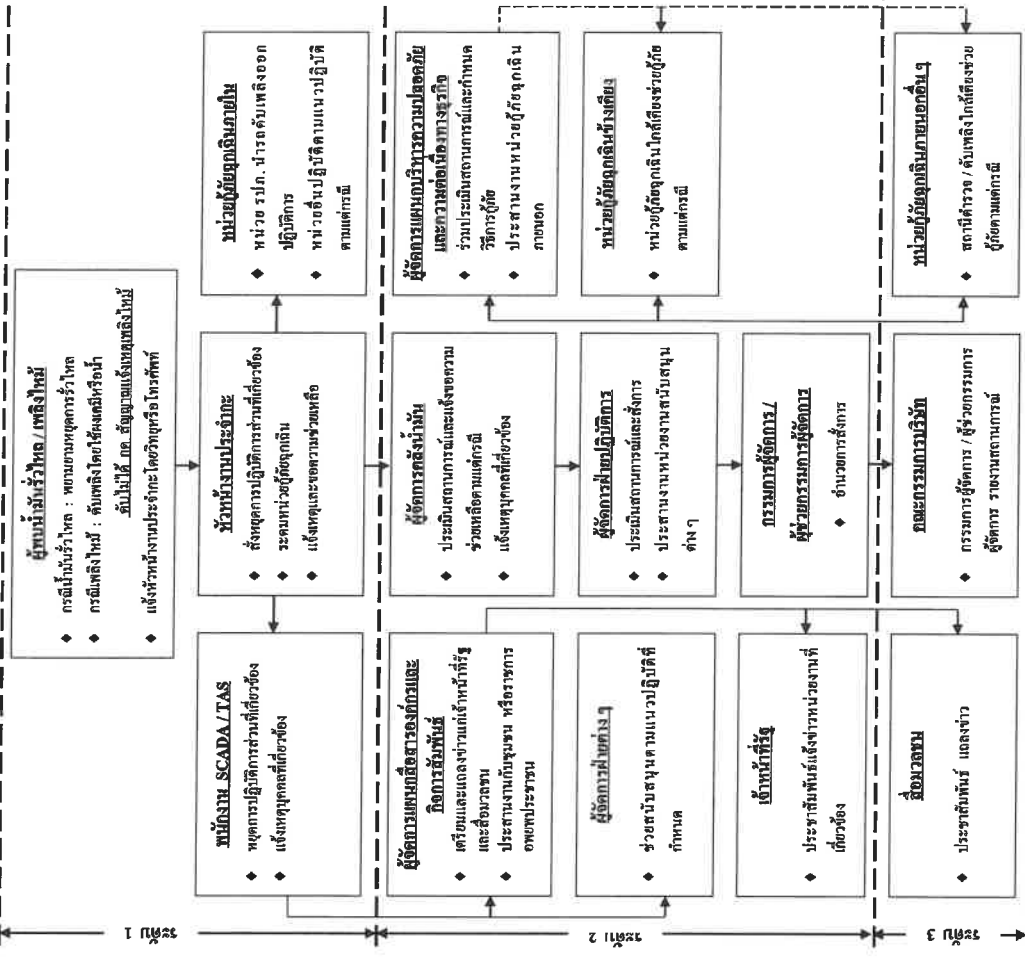 ระดับ 1
ผู้พบน้ำมันรั่วไหล / เพลิงไหม้
♦ กรณีน้ำมันรั่วไหล : พยายามหยุดการรั่วไหล
♦ กรณีเพลิงไหม้ : ดับเพลิงโดยใช้ผงเคมีหรือน้ำ
ดับไม่ได้ กด สัญญาณแจ้งเหตุเพลิงไหม้
♦ แจ้งหัวหน้างานประจำกะโดยวิทยุหรือโทรศัพท์
พนักงาน SCADA / TAS
♦ หยุดการปฏิบัติการส่วนที่เกี่ยวข้อง
♦ แจ้งเหตุบุคคลที่เกี่ยวข้อง
หัวหน้างานประจำกะ
♦ สั่งหยุดการปฏิบัติการส่วนที่เกี่ยวข้อง
♦ ระดมหน่วยกู้ภัยฉุกเฉิน
♦ แจ้งเหตุและขอความช่วยเหลือ
หน่วยกู้ภัยฉุกเฉินภายใน
♦ หน่วย รปภ. นำรถดับเพลิงออก
ปฏิบัติการ
♦ หน่วยอื่นปฏิบัติตามแนวปฏิบัติ
ตามแต่กรณี
ระดับ 2
ผู้จัดการแผนกสื่อสารองค์กรและ
กิจการสัมพันธ์
♦ เตรียมและแถลงข่าวแก่เจ้าหน้าที่รัฐ
และสื่อมวลชน
♦ ประสานงานกับชุมชน หรือราชการ
อพยพประชาชน
ผู้จัดการคลังน้ำมัน
♦ ประเมินสถานการณ์และแจ้งขอความ
ช่วยเหลือตามแต่กรณี
♦ แจ้งเหตุบุคคลที่เกี่ยวข้อง
ผู้จัดการแผนกบริหารความปลอดภัย
และความต่อเนื่องทางธุรกิจ
♦ ร่วมประเมินสถานการณ์และกำหนด
วิธีการกู้ภัย
♦ ประสานงานหน่วยกู้ภัยฉุกเฉิน
ภายนอก
ผู้จัดการฝ่ายต่าง ๆ
♦ ช่วยสนับสนุนตามแนวปฏิบัติที่
กำหนด
ผู้จัดการฝ่ายปฏิบัติการ
♦ ประเมินสถานการณ์และสั่งการ
♦ ประสานงานหน่วยงานสนับสนุน
ต่าง ๆ
หน่วยกู้ภัยฉุกเฉินข้างเคียง
♦ หน่วยกู้ภัยฉุกเฉินใกล้เคียงช่วยกู้ภัย
ตามแต่กรณี
เจ้าหน้าที่รัฐ
♦ ประชาสัมพันธ์แจ้งข่าวหน่วยงานที่
เกี่ยวข้อง
กรรมการผู้จัดการ /
ผู้ช่วยกรรมการผู้จัดการ
♦ อำนวยการสั่งการ
ระดับ 3
สื่อมวลชน
♦ ประชาสัมพันธ์ แถลงข่าว
คณะกรรมการบริษัท
♦ กรรมการผู้จัดการ / ผู้ช่วยกรรมการ
ผู้จัดการ รายงานสถานการณ์
หน่วยกู้ภัยฉุกเฉินภายนอกอื่น ๆ
♦ สถานีตำรวจ / ดับเพลิงใกล้เคียงช่วย
กู้ภัยตามแต่กรณี